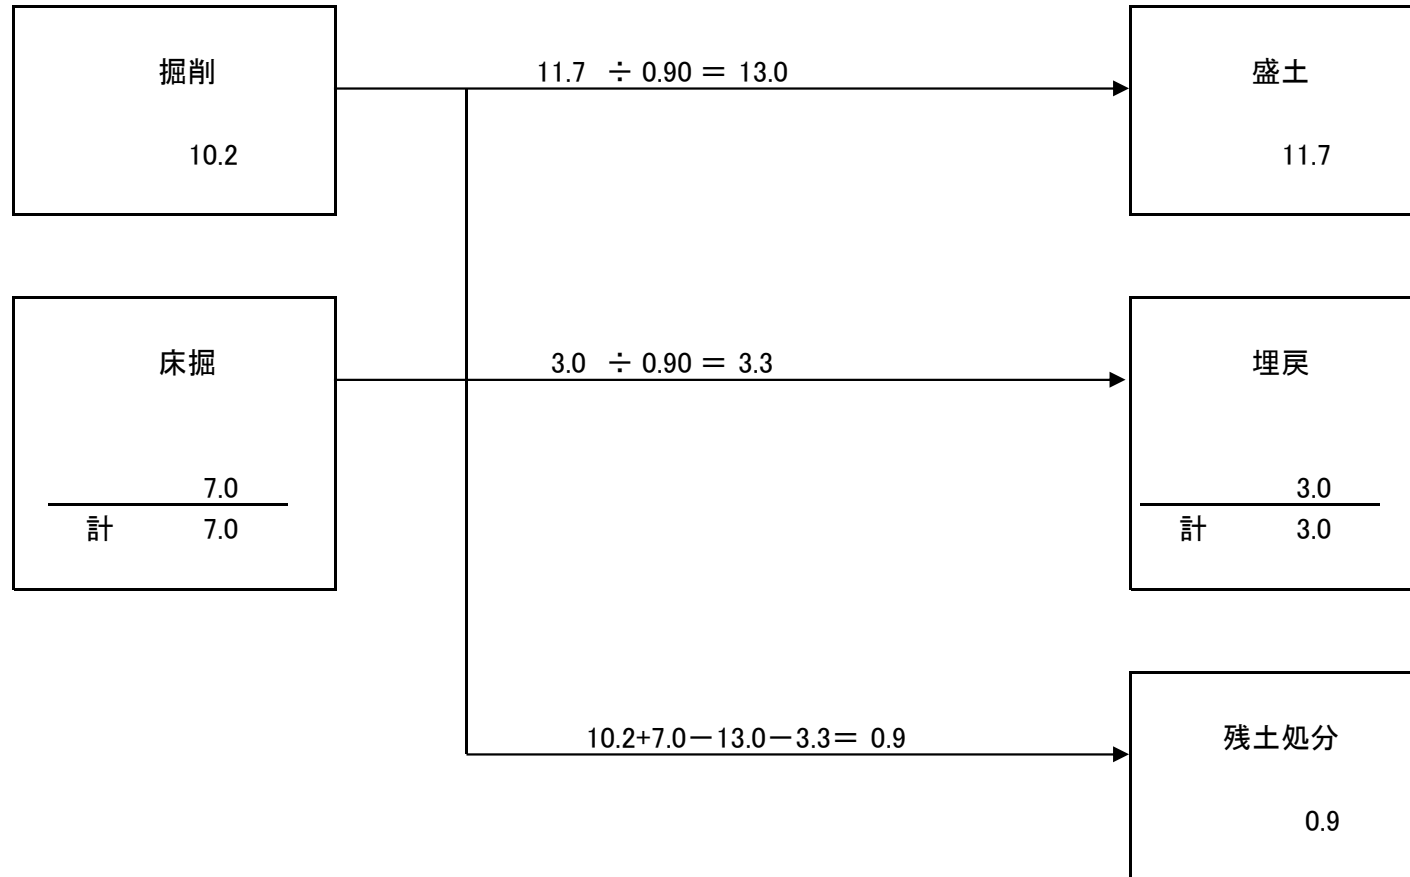 掘削
11.7 ÷ 0.90 = 13.0
盛土
10.2
11.7
床掘
3.0 ÷ 0.90 = 3.3
埋戻
7.0
3.0
計 7.0
計 3.0
10.2+7.0－13.0－3.3＝ 0.9
残土処分
0.9